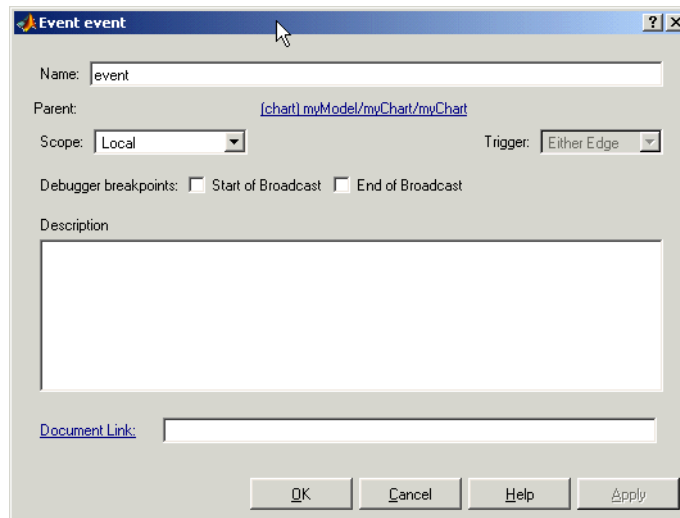 Event event
Name: event
Parent: (chart) myModel/myChart/myChart
Scope: Local Trigger: Either Edge
Debugger breakpoints: Start of Broadcast End of Broadcast
Description
Document Link:
OK Cancel Help Apply